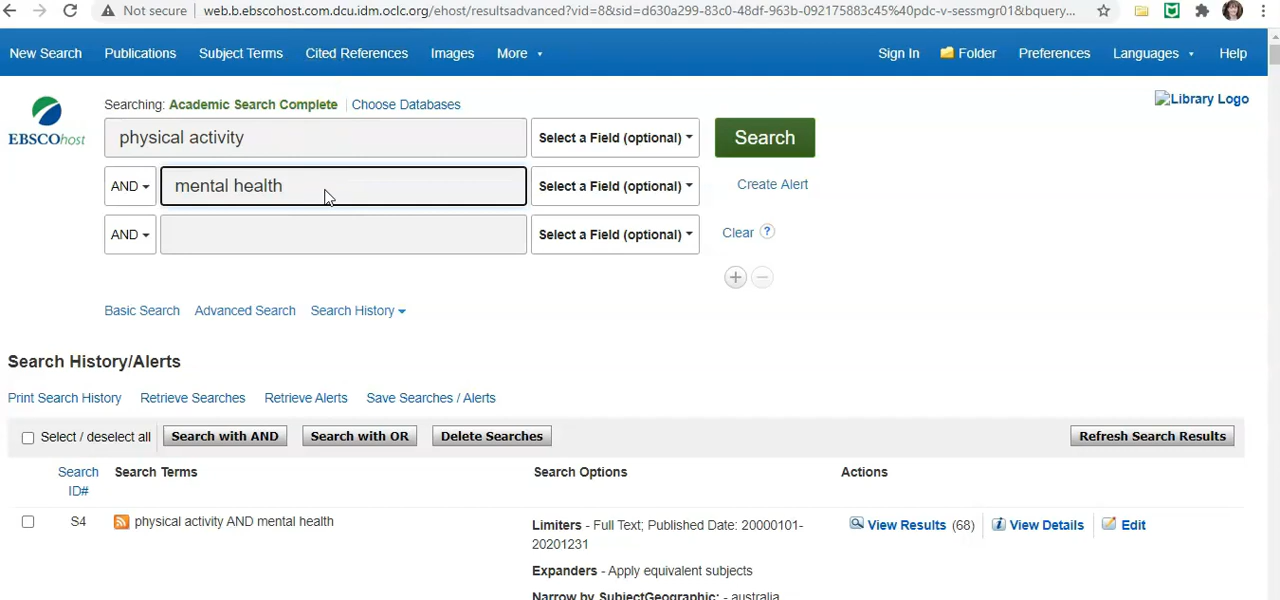 Not secure web.b.ebscohost.com.dcu.idm.oclc.org/ehost/resultsadvanced?vid=8&sid=d630a299-83c0-48df-963b-092175883c45%40pdc-v-sessmgr01&bquery...
New Search Publications Subject Terms Cited References Images More Sign In Folder Preferences Languages Help
Searching: Academic Search Complete Choose Databases Library Logo
EBSCOhost physical activity Select a Field (optional) Search
AND mental health Select a Field (optional) Create Alert
AND Select a Field (optional) Clear ?
Basic Search Advanced Search Search History
Search History/Alerts
Print Search History Retrieve Searches Retrieve Alerts Save Searches / Alerts
Select / deselect all Search with AND Search with OR Delete Searches Refresh Search Results
Search ID# Search Terms Search Options Actions
S4 physical activity AND mental health Limiters - Full Text; Published Date: 20000101- View Results (68) View Details Edit
20201231
Expanders - Apply equivalent subjects
Narrow by SubjectGeographic: - australia